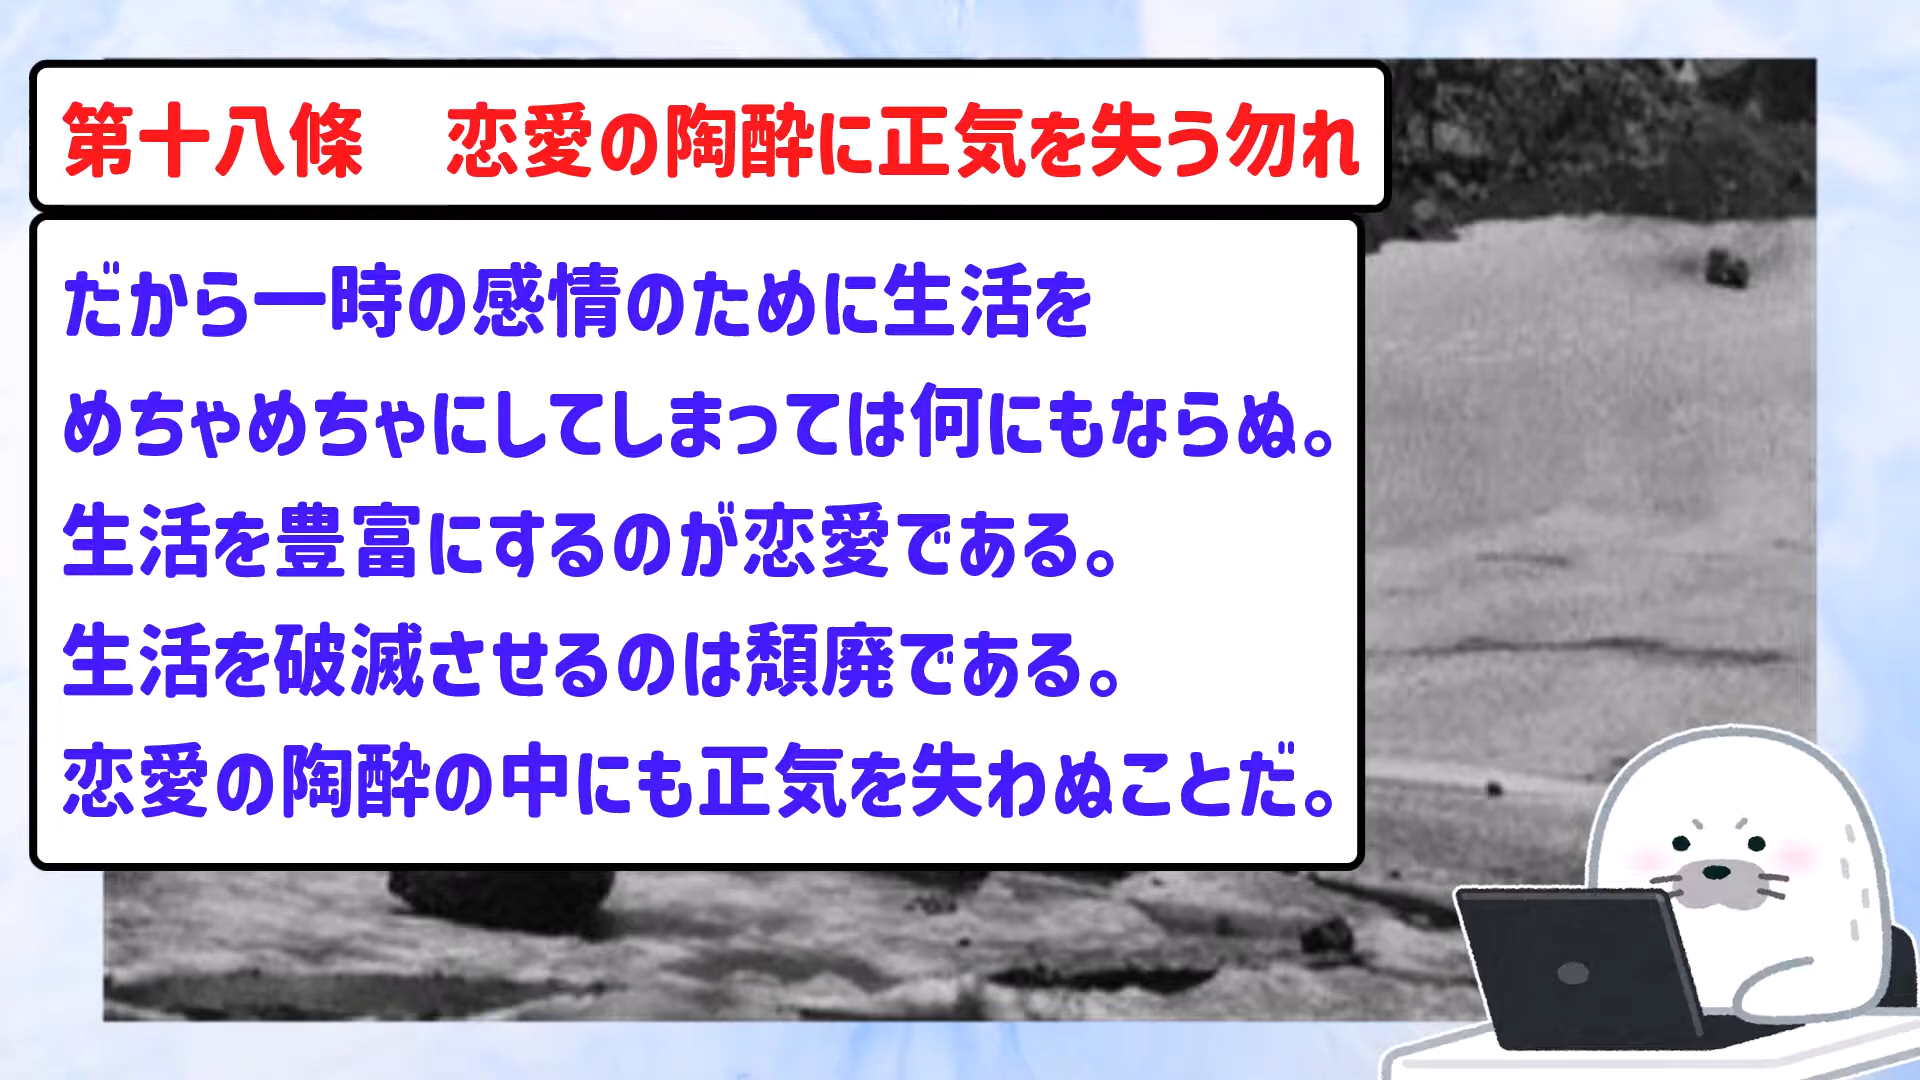 第十八條　恋愛の陶酔に正気を失う勿れ
だから一時の感情のために生活を
めちゃめちゃにしてしまっては何にもならぬ。
生活を豊富にするのが恋愛である。
生活を破滅させるのは頽廃である。
恋愛の陶酔の中にも正気を失わぬことだ。